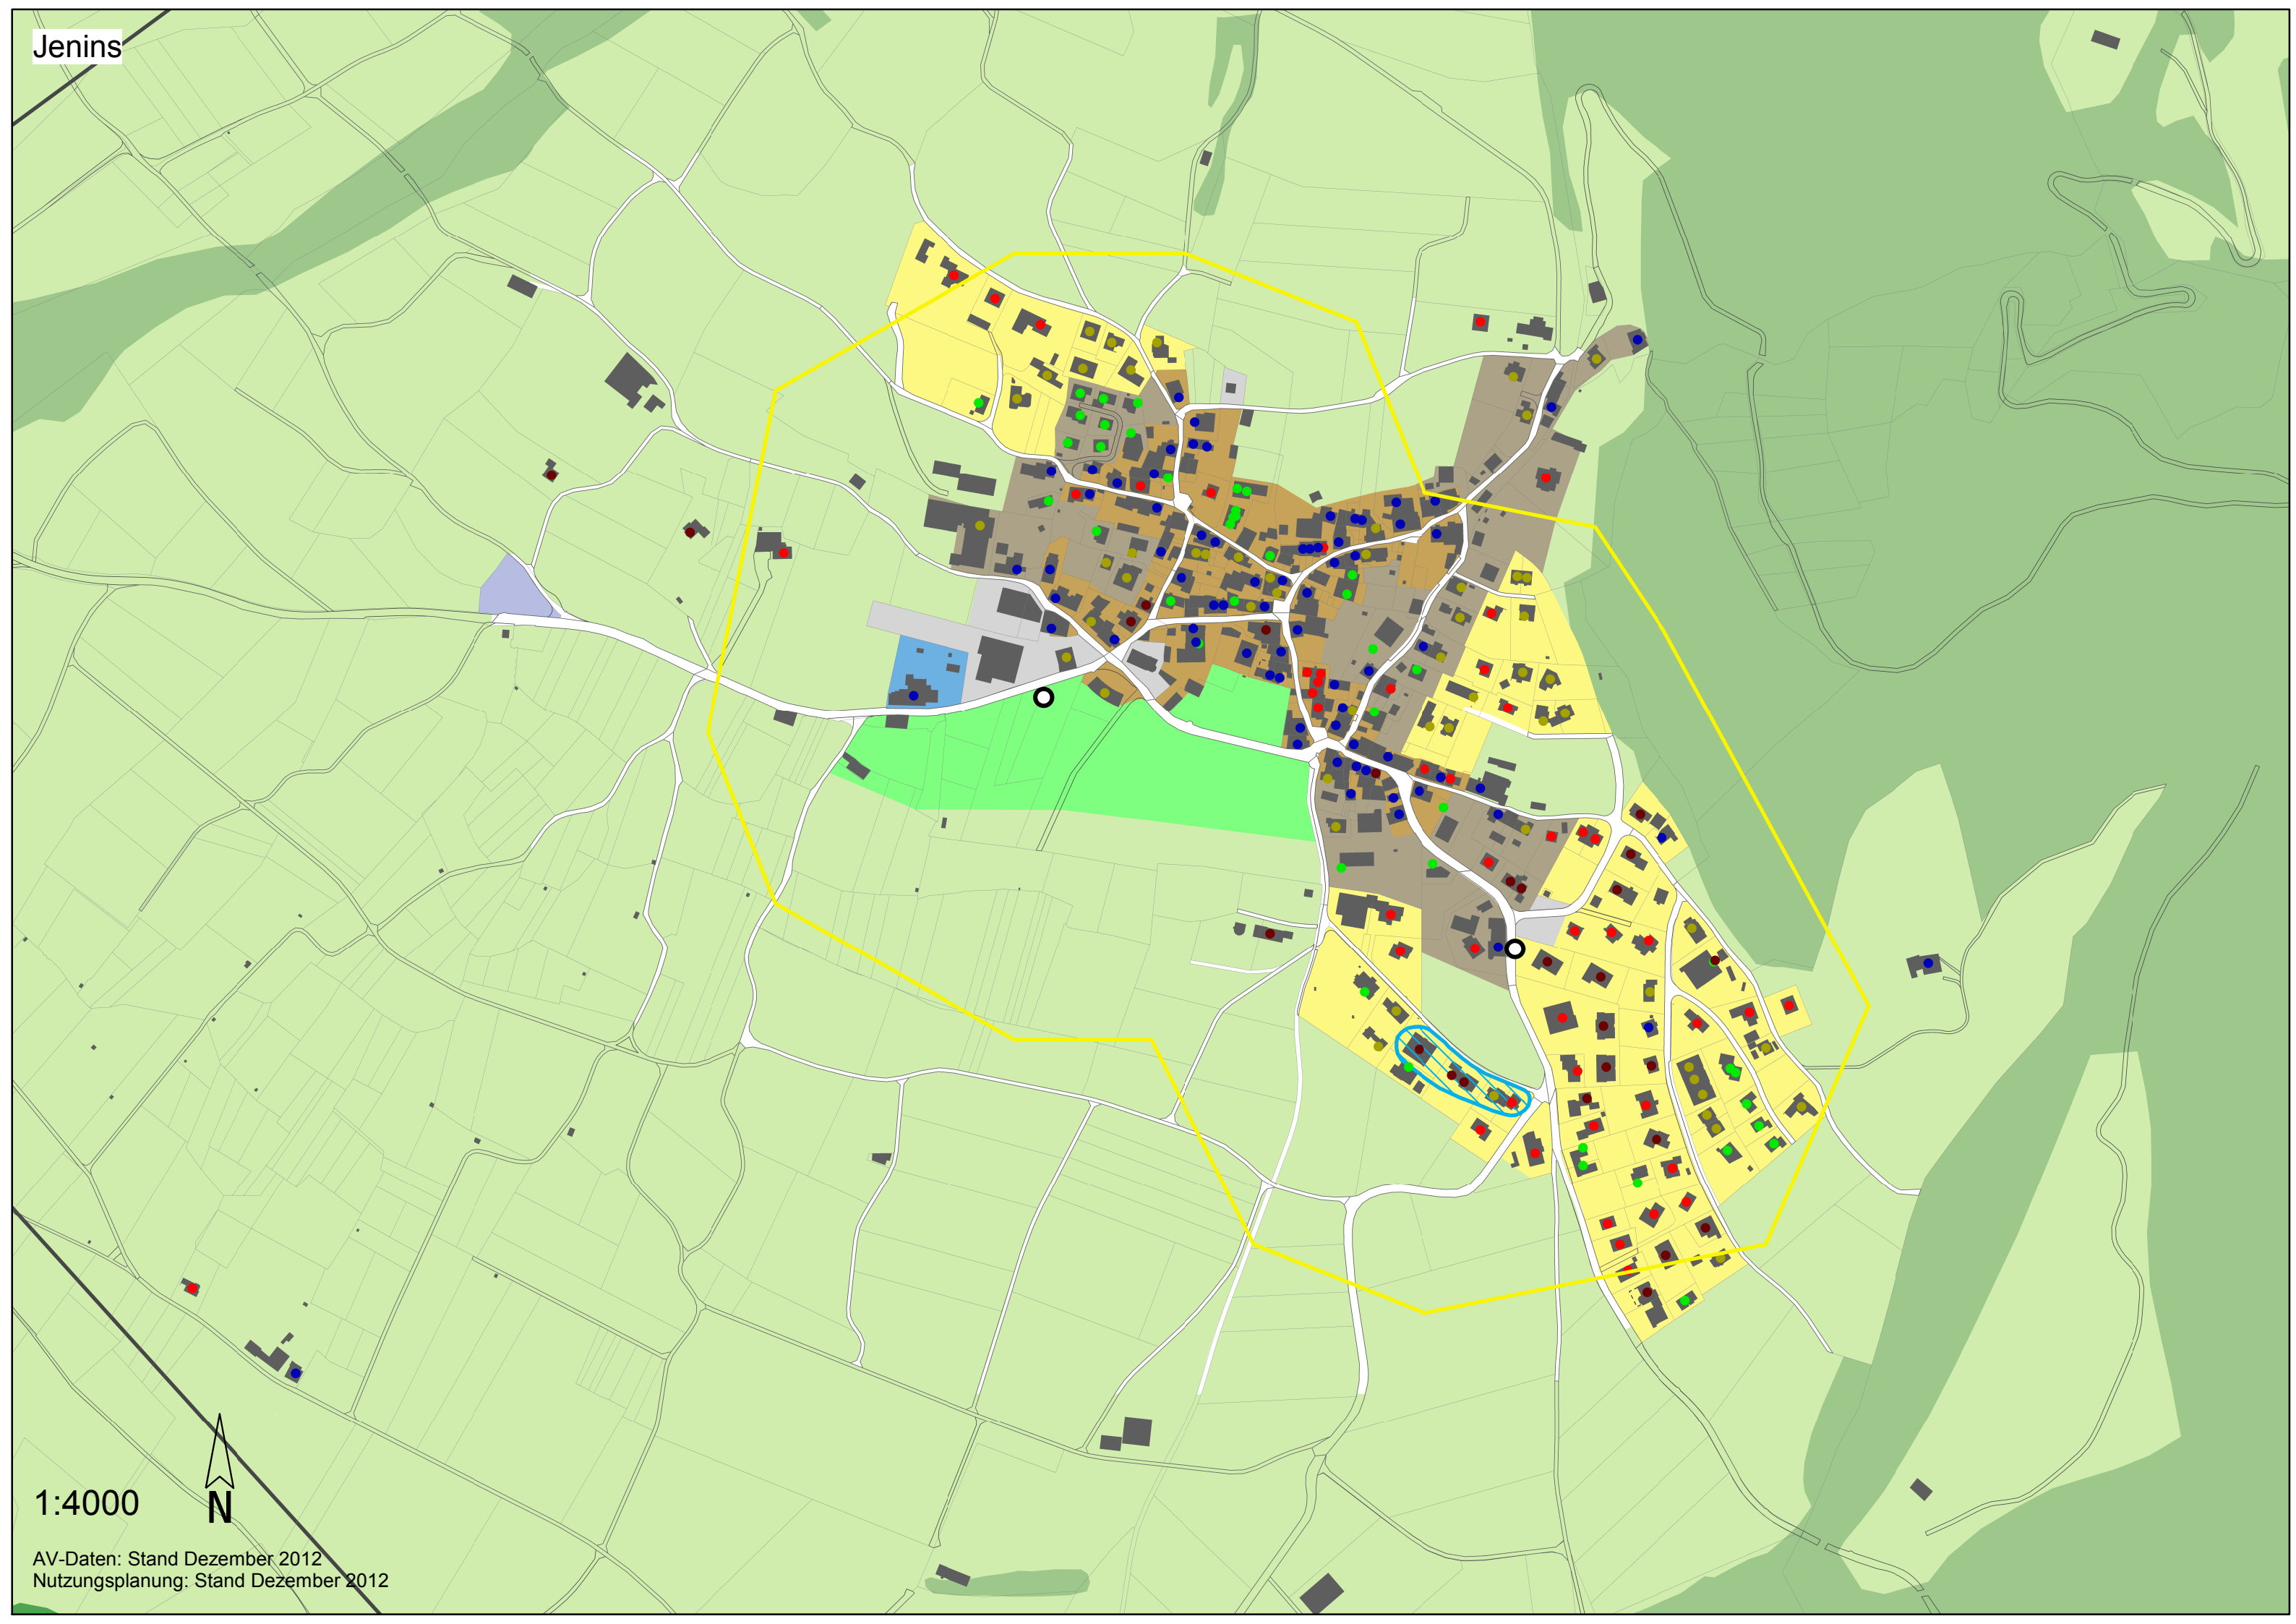 Jenins
1:4000
N
AV-Daten: Stand Dezember 2012
Nutzungsplanung: Stand Dezember 2012